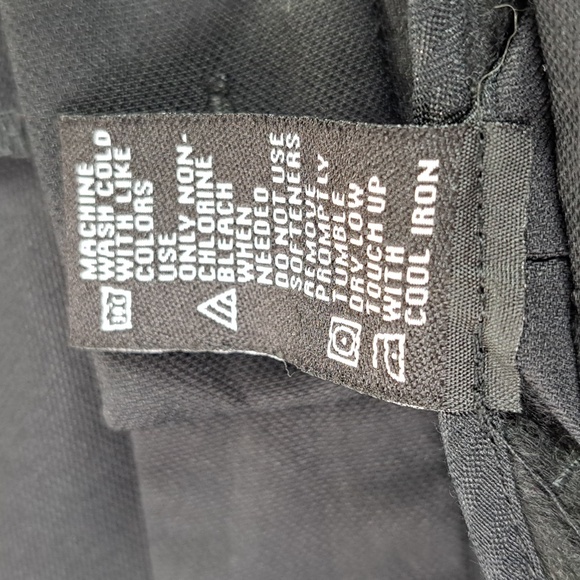 MACHINE
WASH COLD
WITH LIKE
COLORS
USE
ONLY NON-
CHLORINE
BLEACH
WHEN
NEEDED
DO NOT USE
SOFTENERS
REMOVE
PROMPTLY
TUMBLE
DRY LOW
TOUCH UP
WITH
COOL IRON